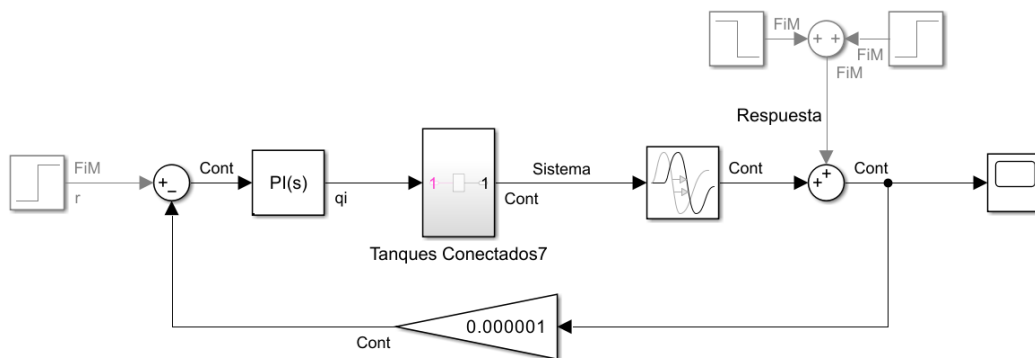 FiM
+ +
FiM
FiM
Respuesta
FiM
r
+
−
Cont
PI(s)
qi
1
1
Sistema
Cont
Cont
+
+
Cont
Tanques Conectados7
0.000001
Cont